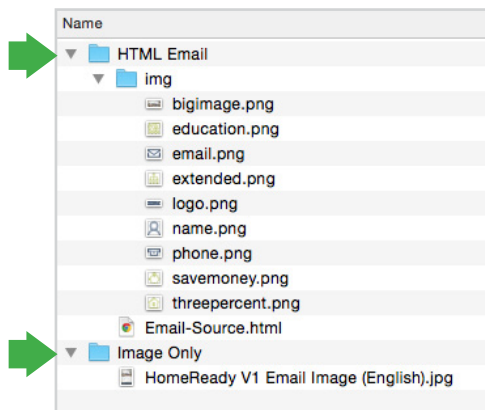 Name
HTML Email
img
bigimage.png
education.png
email.png
extended.png
logo.png
name.png
phone.png
savemoney.png
threepercent.png
Email-Source.html
Image Only
HomeReady V1 Email Image (English).jpg